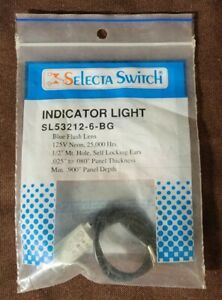 Selecta Switch
INDICATOR LIGHT
SL53212-6-BG
Blue Flush Lens
125V Neon, 25,000 Hrs.
1/2" Mt. Hole, Self Locking Ears
.025" to .080" Panel Thickness
Min. .900" Panel Depth